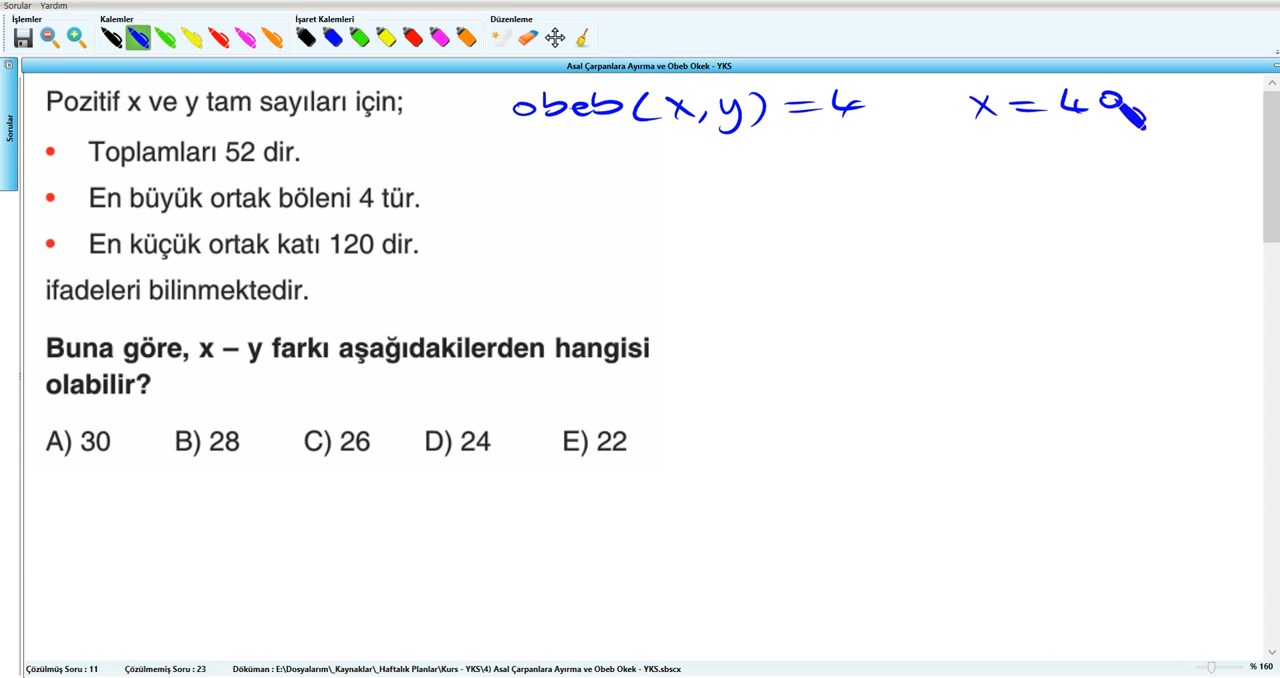 Sorular Yardım
İşlemler Kalemler İşaret Kalemleri Düzenleme
Asal Çarpanlara Ayırma ve Obeb Okek - YKS
Sorular
Pozitif x ve y tam sayıları için;
obeb(x,y)=4 x=4
• Toplamları 52 dir.
• En büyük ortak böleni 4 tür.
• En küçük ortak katı 120 dir.
ifadeleri bilinmektedir.
Buna göre, x – y farkı aşağıdakilerden hangisi
olabilir?
A) 30 B) 28 C) 26 D) 24 E) 22
Çözülmüş Soru : 11 Çözülmemiş Soru : 23 Döküman : E:\Dosyalarım\_Kaynaklar\_Haftalık Planlar\Kurs - YKS\4) Asal Çarpanlara Ayırma ve Obeb Okek - YKS.sbscx % 160